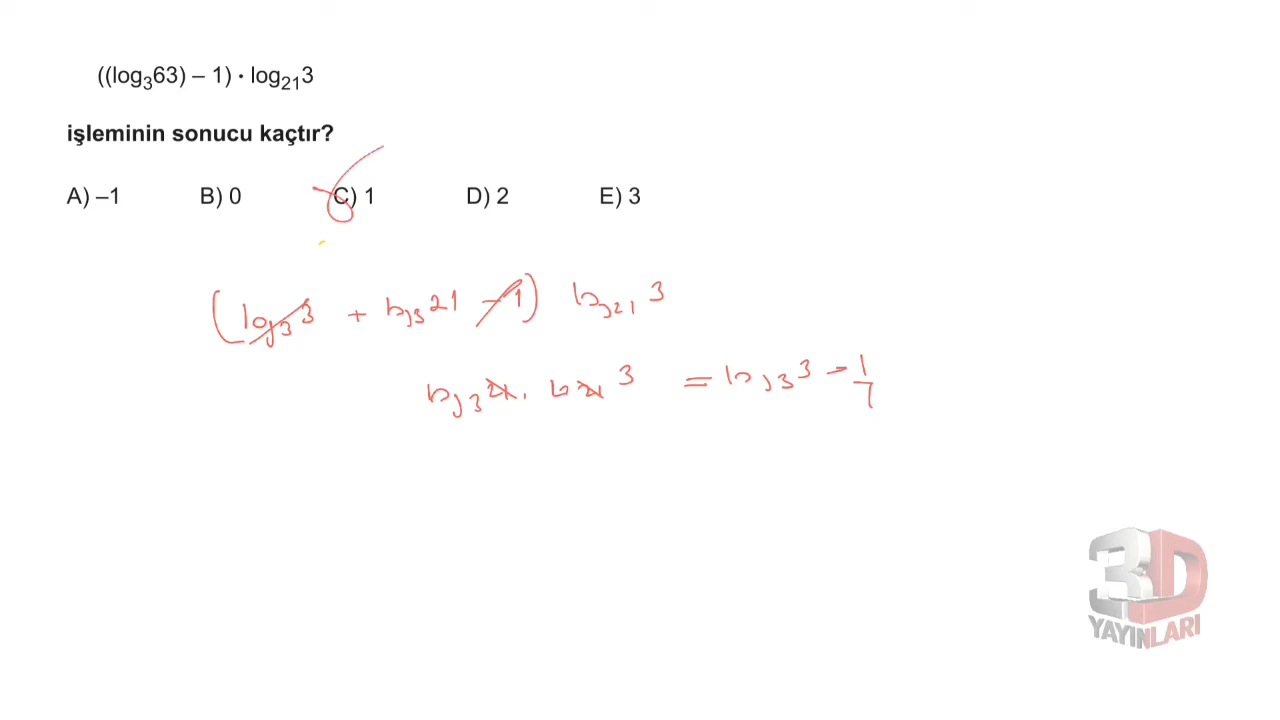 ((log₃63) – 1) · log₂₁3
işleminin sonucu kaçtır?
A) –1 B) 0 C) 1 D) 2 E) 3
(log₃3 + log₃21 – 1) log₂₁3
log₃21 . log₂₁3 = log₃3 = 1
3D
YAYINLARI